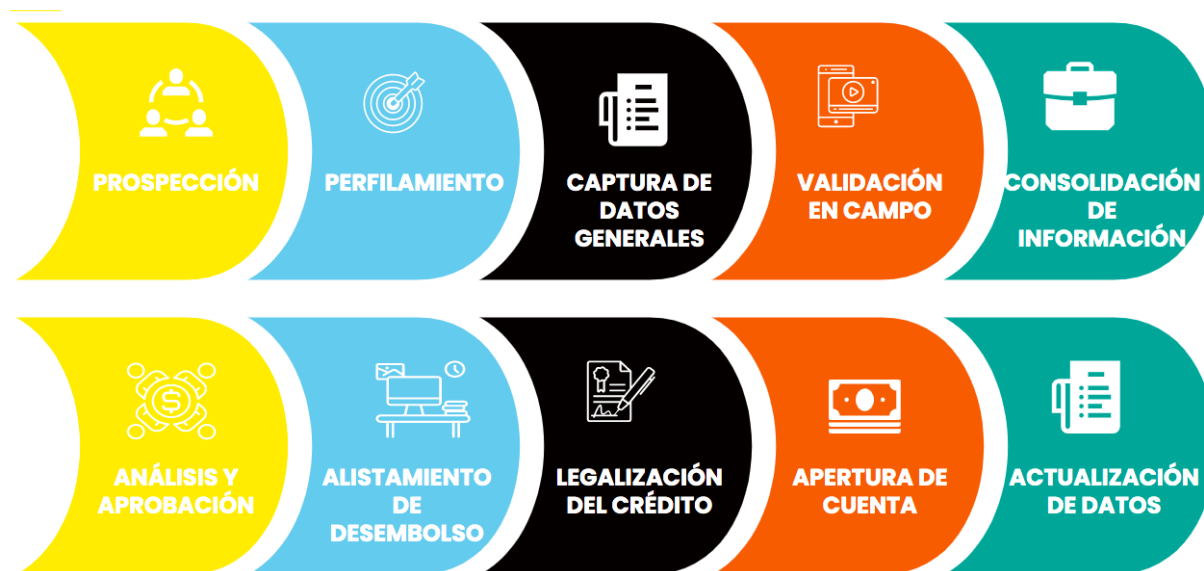 PROSPECCIÓN
PERFILAMIENTO
CAPTURA DE
DATOS
GENERALES
VALIDACIÓN
EN CAMPO
CONSOLIDACIÓN
DE
INFORMACIÓN
ANÁLISIS Y
APROBACIÓN
ALISTAMIENTO
DE
DESEMBOLSO
LEGALIZACIÓN
DEL CRÉDITO
APERTURA DE
CUENTA
ACTUALIZACIÓN
DE DATOS